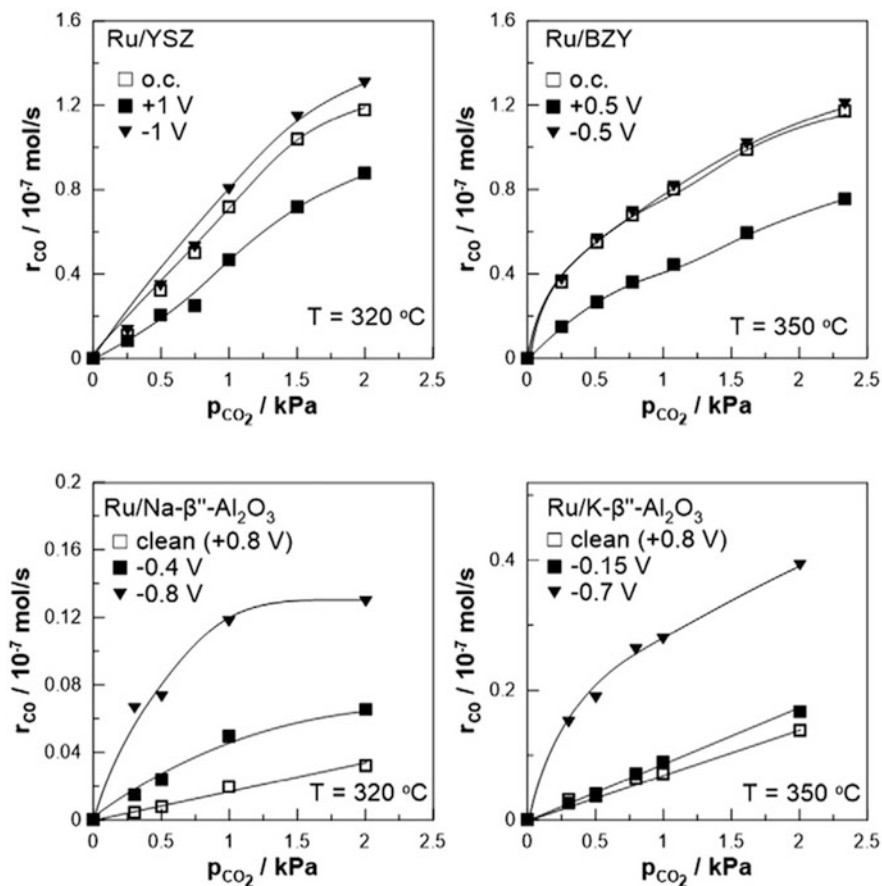 Ru/YSZ
o.c.
+1 V
-1 V
T = 320 °C
1.6
1.2
0.8
0.4
0
0 0.5 1 1.5 2 2.5
r_CO / 10⁻⁷ mol/s
p_CO₂ / kPa
Ru/BZY
o.c.
+0.5 V
-0.5 V
T = 350 °C
1.6
1.2
0.8
0.4
0
0 0.5 1 1.5 2 2.5
r_CO / 10⁻⁷ mol/s
p_CO₂ / kPa
Ru/Na-β"-Al₂O₃
clean (+0.8 V)
-0.4 V
-0.8 V
T = 320 °C
0.2
0.16
0.12
0.08
0.04
0
0 0.5 1 1.5 2 2.5
r_CO / 10⁻⁷ mol/s
p_CO₂ / kPa
Ru/K-β"-Al₂O₃
clean (+0.8 V)
-0.15 V
-0.7 V
T = 350 °C
0.4
0.2
0
0 0.5 1 1.5 2 2.5
r_CO / 10⁻⁷ mol/s
p_CO₂ / kPa